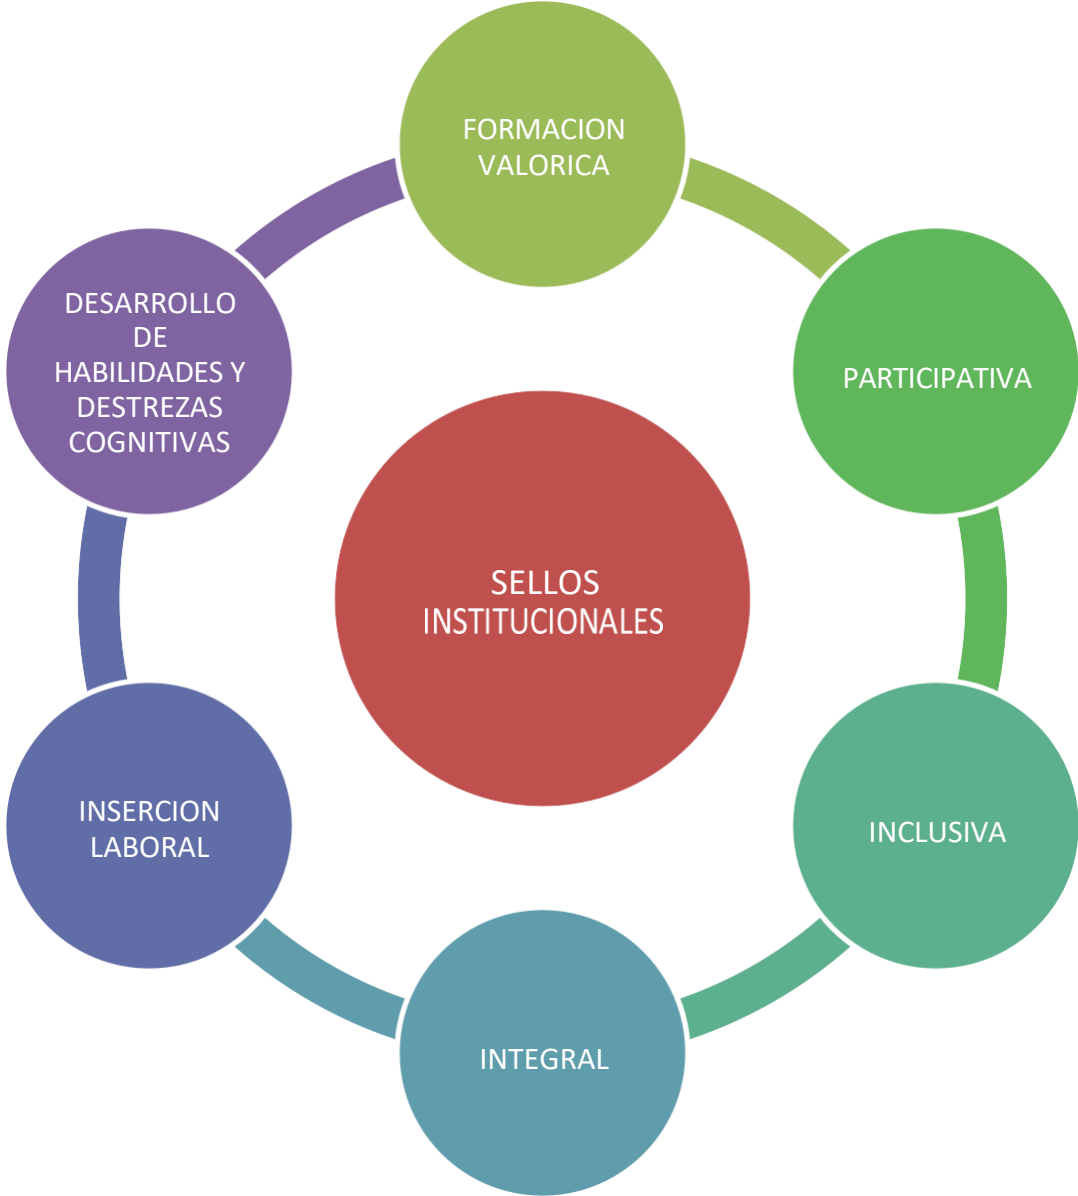 FORMACION
VALORICA
PARTICIPATIVA
INCLUSIVA
INTEGRAL
INSERCION
LABORAL
DESARROLLO
DE
HABILIDADES Y
DESTREZAS
COGNITIVAS
SELLOS
INSTITUCIONALES